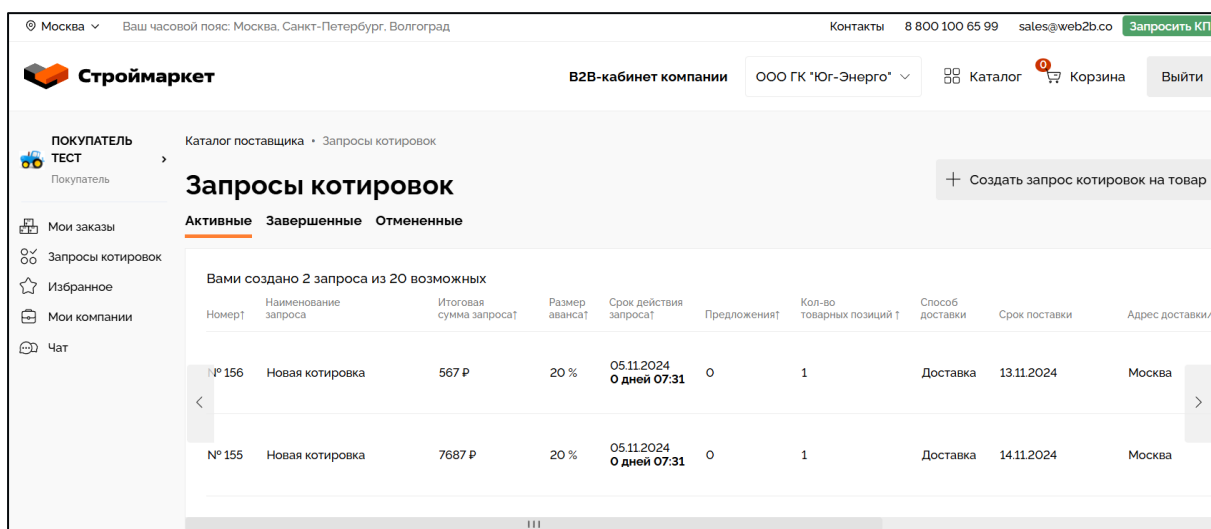 Москва Ваш часовой пояс: Москва, Санкт-Петербург, Волгоград Контакты 8 800 100 65 99 sales@web2b.co Запросить КП
Строймаркет B2B-кабинет компании ООО ГК "Юг-Энерго" Каталог 0 Корзина Выйти
ПОКУПАТЕЛЬ ТЕСТ
Покупатель
Мои заказы
Запросы котировок
Избранное
Мои компании
Чат
Каталог поставщика • Запросы котировок
Запросы котировок
+ Создать запрос котировок на товар
Активные Завершенные Отмененные
Вами создано 2 запроса из 20 возможных
Номер↑ Наименование запроса Итоговая сумма запроса↑ Размер аванса↑ Срок действия запроса↑ Предложения↑ Кол-во товарных позиций ↑ Способ доставки Срок поставки Адрес доставки/
№ 156 Новая котировка 567 ₽ 20 % 05.11.2024 0 дней 07:31 0 1 Доставка 13.11.2024 Москва
№ 155 Новая котировка 7687 ₽ 20 % 05.11.2024 0 дней 07:31 0 1 Доставка 14.11.2024 Москва